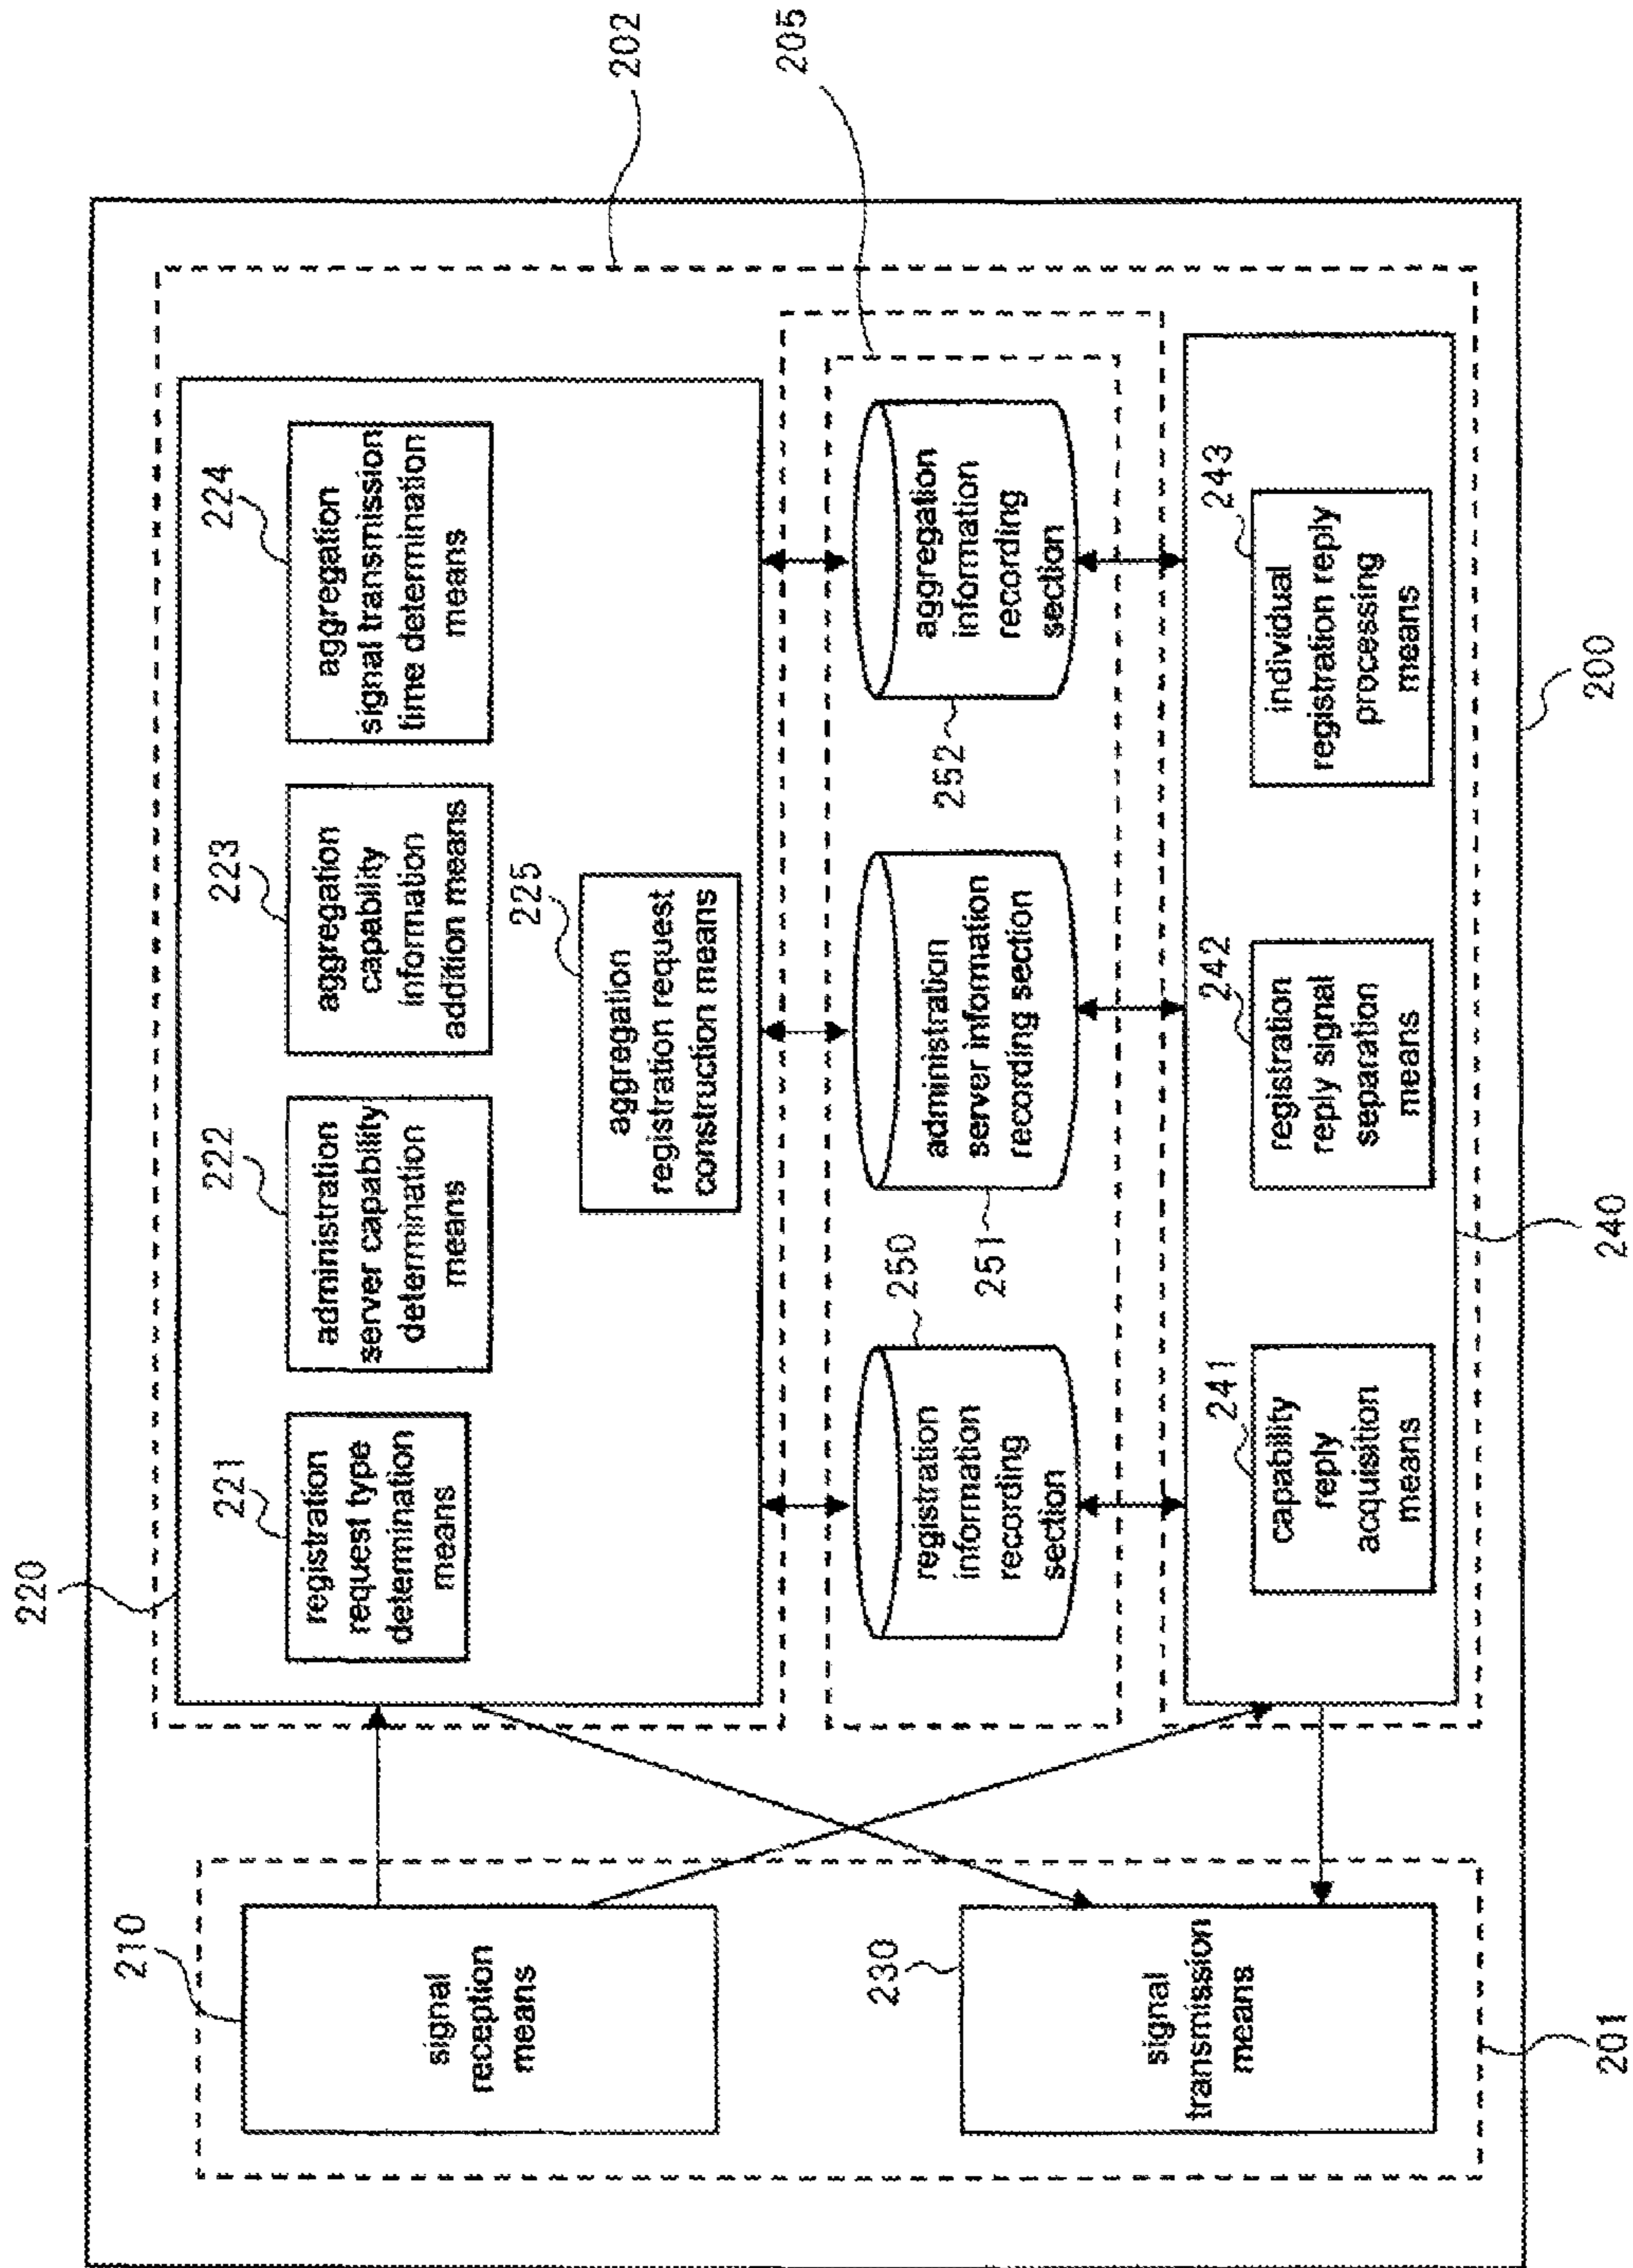 220
221
registration
request type
determination
means
222
administration
server capability
determination
means
223
aggregation
capability
information
addition means
224
aggregation
signal transmission
time determination
means
225
aggregation
registration request
construction means
202
205
210
signal
reception
means
250
registration
information
recording
section
251
administration
server information
recording section
252
aggregation
information
recording
section
230
signal
transmission
means
241
capability
reply
acquisition
means
242
registration
reply signal
separation
means
243
individual
registration reply
processing
means
201
240
200